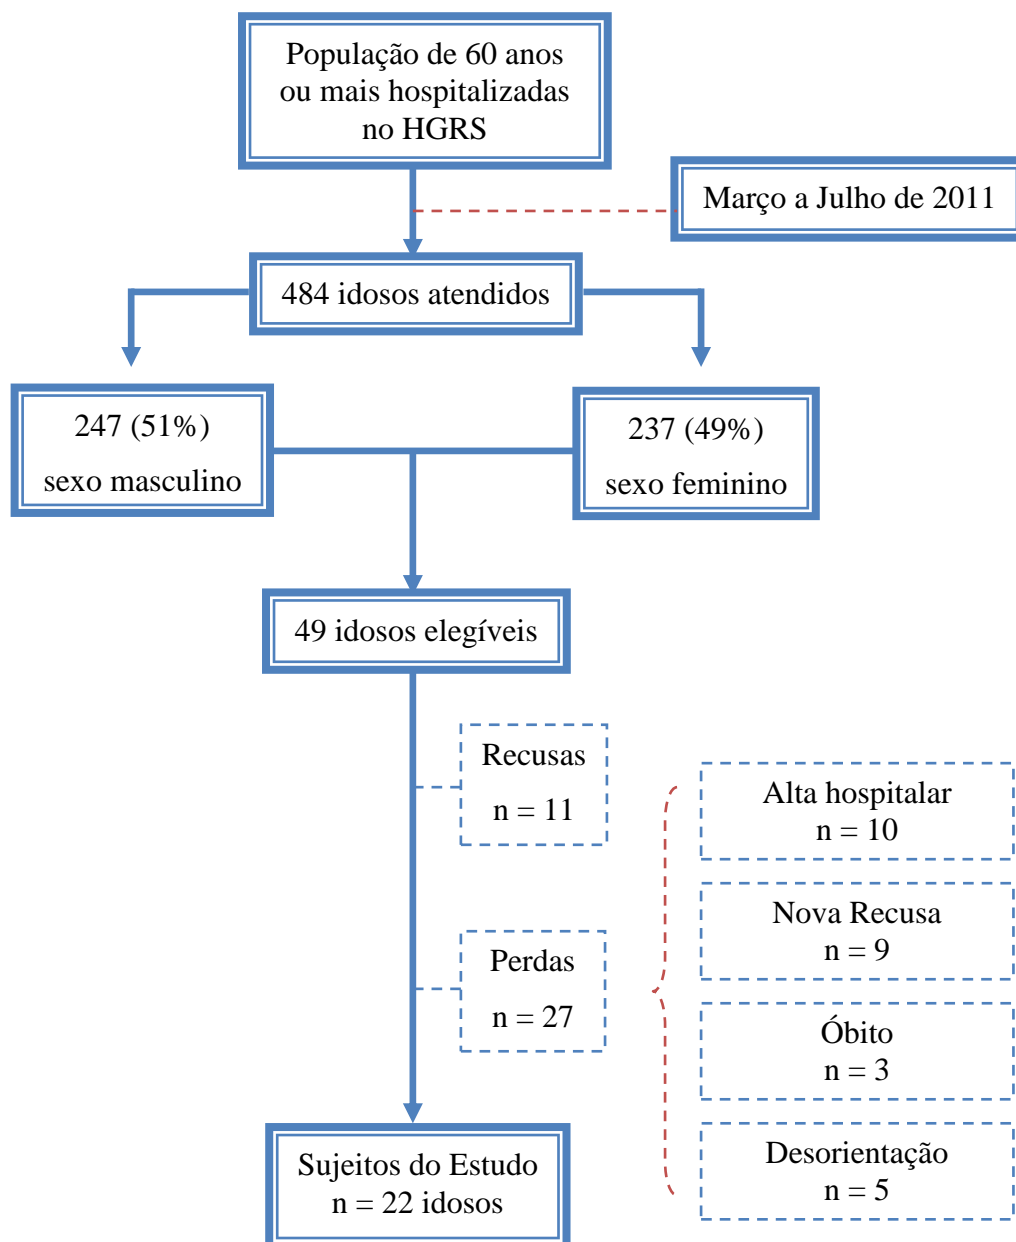 População de 60 anos
ou mais hospitalizadas
no HGRS
Março a Julho de 2011
484 idosos atendidos
247 (51%)
sexo masculino
237 (49%)
sexo feminino
49 idosos elegíveis
Recusas
n = 11
Perdas
n = 27
Alta hospitalar
n = 10
Nova Recusa
n = 9
Óbito
n = 3
Desorientação
n = 5
Sujeitos do Estudo
n = 22 idosos